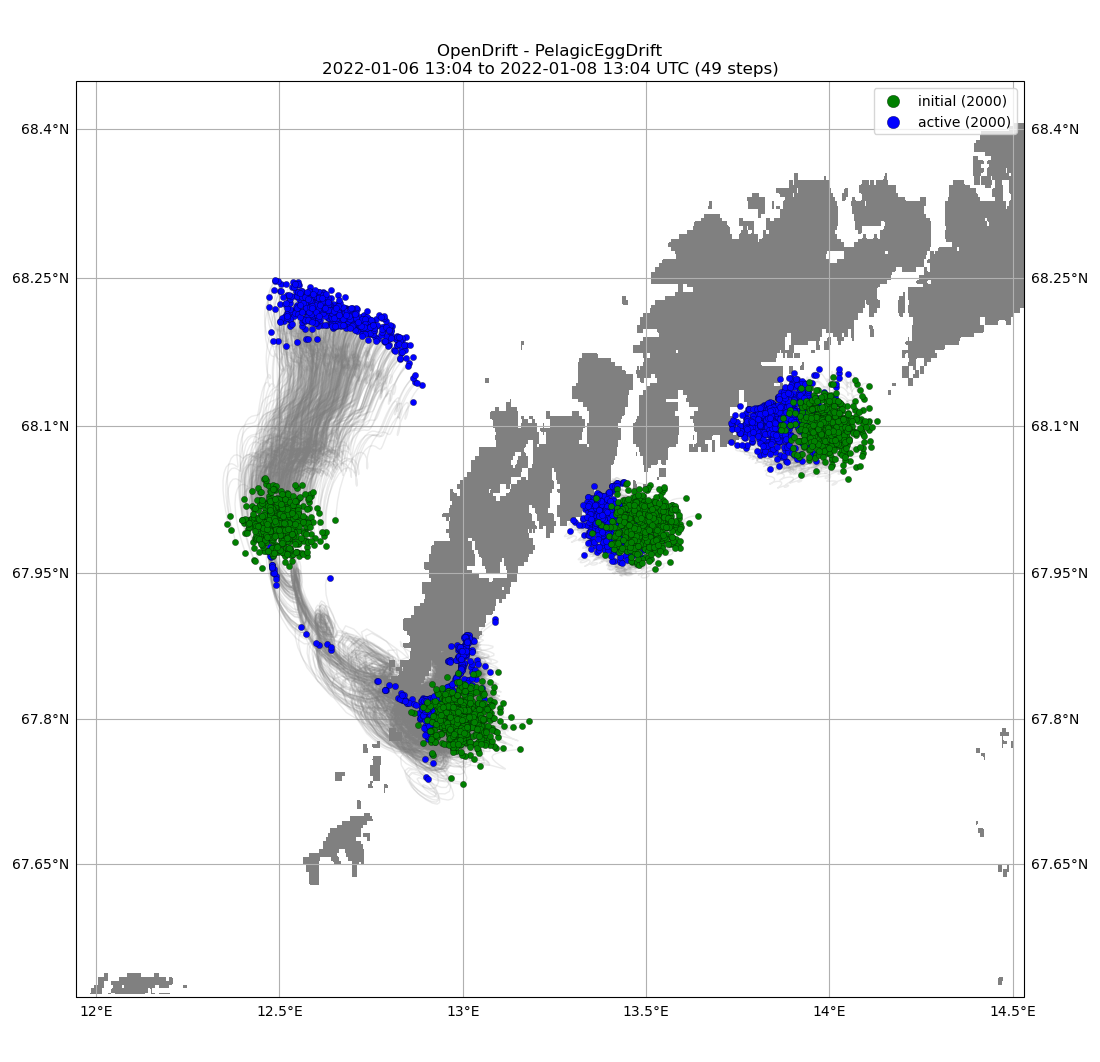 OpenDrift - PelagicEggDrift
2022-01-06 13:04 to 2022-01-08 13:04 UTC (49 steps)
initial (2000)
active (2000)
68.4°N
68.4°N
68.25°N
68.25°N
68.1°N
68.1°N
67.95°N
67.95°N
67.8°N
67.8°N
67.65°N
67.65°N
12°E
12.5°E
13°E
13.5°E
14°E
14.5°E